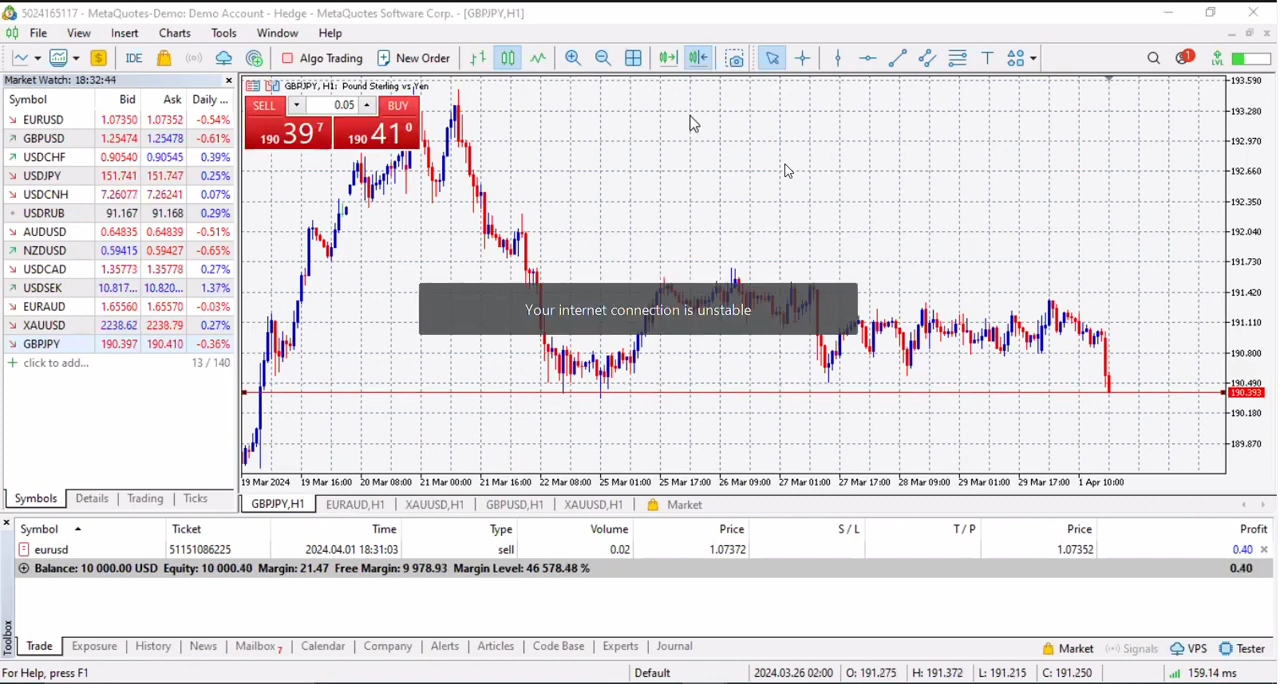 5024165117 - MetaQuotes-Demo: Demo Account - Hedge - MetaQuotes Software Corp. - [GBPJPY,H1]
File View Insert Charts Tools Window Help
IDE Algo Trading New Order 1
Market Watch: 18:32:44
Symbol Bid Ask Daily ...
EURUSD 1.07350 1.07352 -0.54%
GBPUSD 1.25474 1.25478 -0.61%
USDCHF 0.90540 0.90545 0.39%
USDJPY 151.741 151.747 0.25%
USDCNH 7.26077 7.26241 0.07%
USDRUB 91.167 91.168 0.29%
AUDUSD 0.64835 0.64839 -0.51%
NZDUSD 0.59415 0.59427 -0.65%
USDCAD 1.35773 1.35778 0.27%
USDSEK 10.817... 10.820... 1.37%
EURAUD 1.65560 1.65570 -0.03%
XAUUSD 2238.62 2238.79 0.27%
GBPJPY 190.397 190.410 -0.36%
click to add... 13 / 140
Symbols Details Trading Ticks
GBPJPY, H1: Pound Sterling vs Yen
SELL 0.05 BUY
190 39 7 190 41 0
Your internet connection is unstable
193.590
193.280
192.970
192.660
192.350
192.040
191.730
191.420
191.110
190.800
190.490
190.393
190.180
189.870
19 Mar 2024 19 Mar 16:00 20 Mar 08:00 21 Mar 00:00 21 Mar 16:00 22 Mar 08:00 25 Mar 01:00 25 Mar 17:00 26 Mar 09:00 27 Mar 01:00 27 Mar 17:00 28 Mar 09:00 29 Mar 01:00 29 Mar 17:00 1 Apr 10:00
GBPJPY,H1 EURAUD,H1 XAUUSD,H1 GBPUSD,H1 XAUUSD,H1 Market
Symbol Ticket Time Type Volume Price S / L T / P Price Profit
eurusd 51151086225 2024.04.01 18:31:03 sell 0.02 1.07372 1.07352 0.40
Balance: 10 000.00 USD Equity: 10 000.40 Margin: 21.47 Free Margin: 9 978.93 Margin Level: 46 578.48 % 0.40
Toolbox
Trade Exposure History News Mailbox 7 Calendar Company Alerts Articles Code Base Experts Journal Market Signals VPS Tester
For Help, press F1 Default 2024.03.26 02:00 O: 191.275 H: 191.372 L: 191.215 C: 191.250 159.14 ms